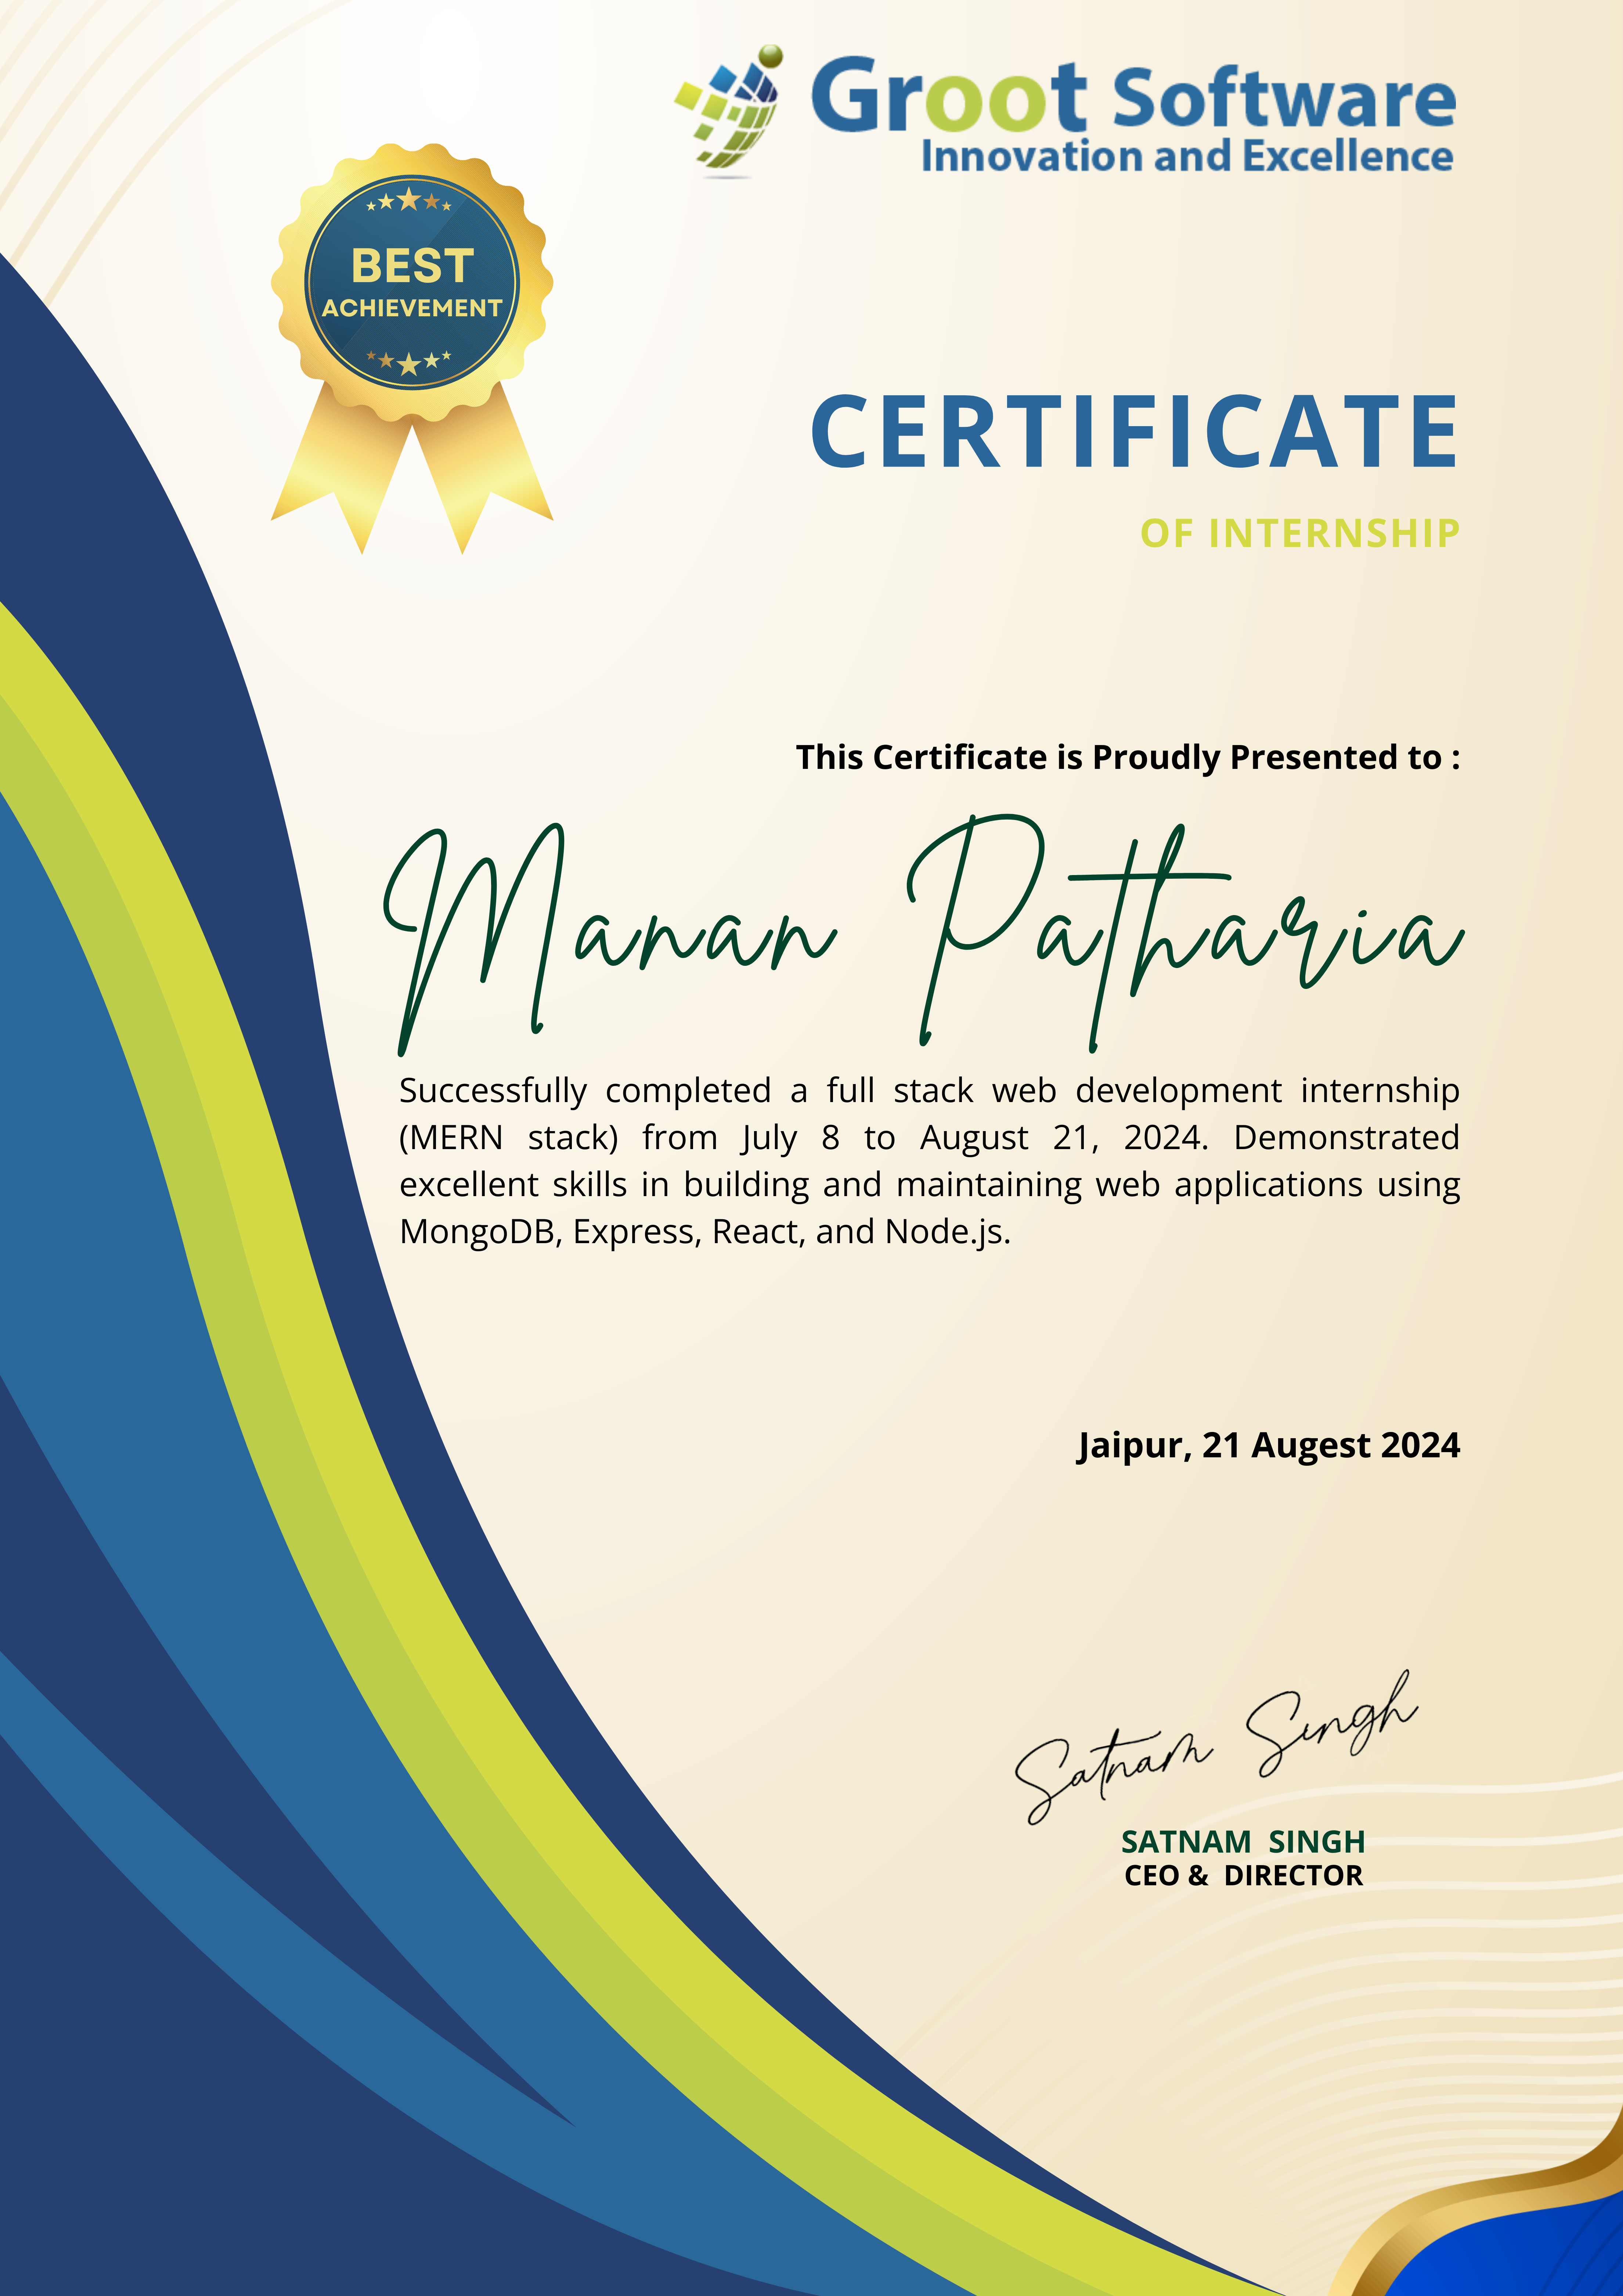 Groot Software
Innovation and Excellence
BEST
ACHIEVEMENT
CERTIFICATE
OF INTERNSHIP
This Certificate is Proudly Presented to :
Manan Patharia
Successfully completed a full stack web development internship
(MERN stack) from July 8 to August 21, 2024. Demonstrated
excellent skills in building and maintaining web applications using
MongoDB, Express, React, and Node.js.
Jaipur, 21 Augest 2024
Satnam Singh
SATNAM SINGH
CEO & DIRECTOR